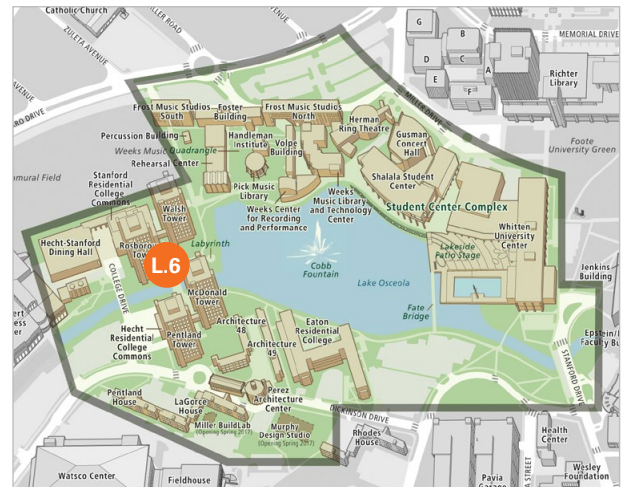 Catholic Church
ZULETA AVENUE
MILLER ROAD
AVENUE
MEMORIAL DRIVE
G
B
D
C
A
E
F
Richter
Library
MILLER DRIVE
Foote
University Green
Frost Music Studios
South
Foster
Building
Frost Music Studios
North
Herman
Ring Theatre
Gusman
Concert
Hall
Percussion Building
Weeks Music Quadrangle
Rehearsal Center
Handleman
Institute
Volpe
Building
Pick Music
Library
Shalala Student
Center
Student Center Complex
Weeks Center
for Recording
and Performance
Weeks
Music Library
and Technology
Center
Stanford
Residential
College
Commons
Walsh
Tower
Whitten
University
Center
Hecht-Stanford
Dining Hall
Labyrinth
L.6
Cobb
Fountain
Lake Osceola
Lakeside
Patio Stage
Jenkins
Building
COLLEGE DRIVE
McDonald
Tower
Fate
Bridge
Hecht
Residential
College
Commons
Pentland
Tower
Architecture
48
Architecture
49
Eaton
Residential
College
STANFORD DRIVE
Pentland
House
LaGorce
House
Perez
Architecture
Center
DICKINSON DRIVE
Miller BuildLab
(Opening Spring 2017)
Murphy
Design Studio
(Opening Spring 2017)
Rhodes
House
Health
Center
Watsco Center
Fieldhouse
Pavia
Wesley
Foundation